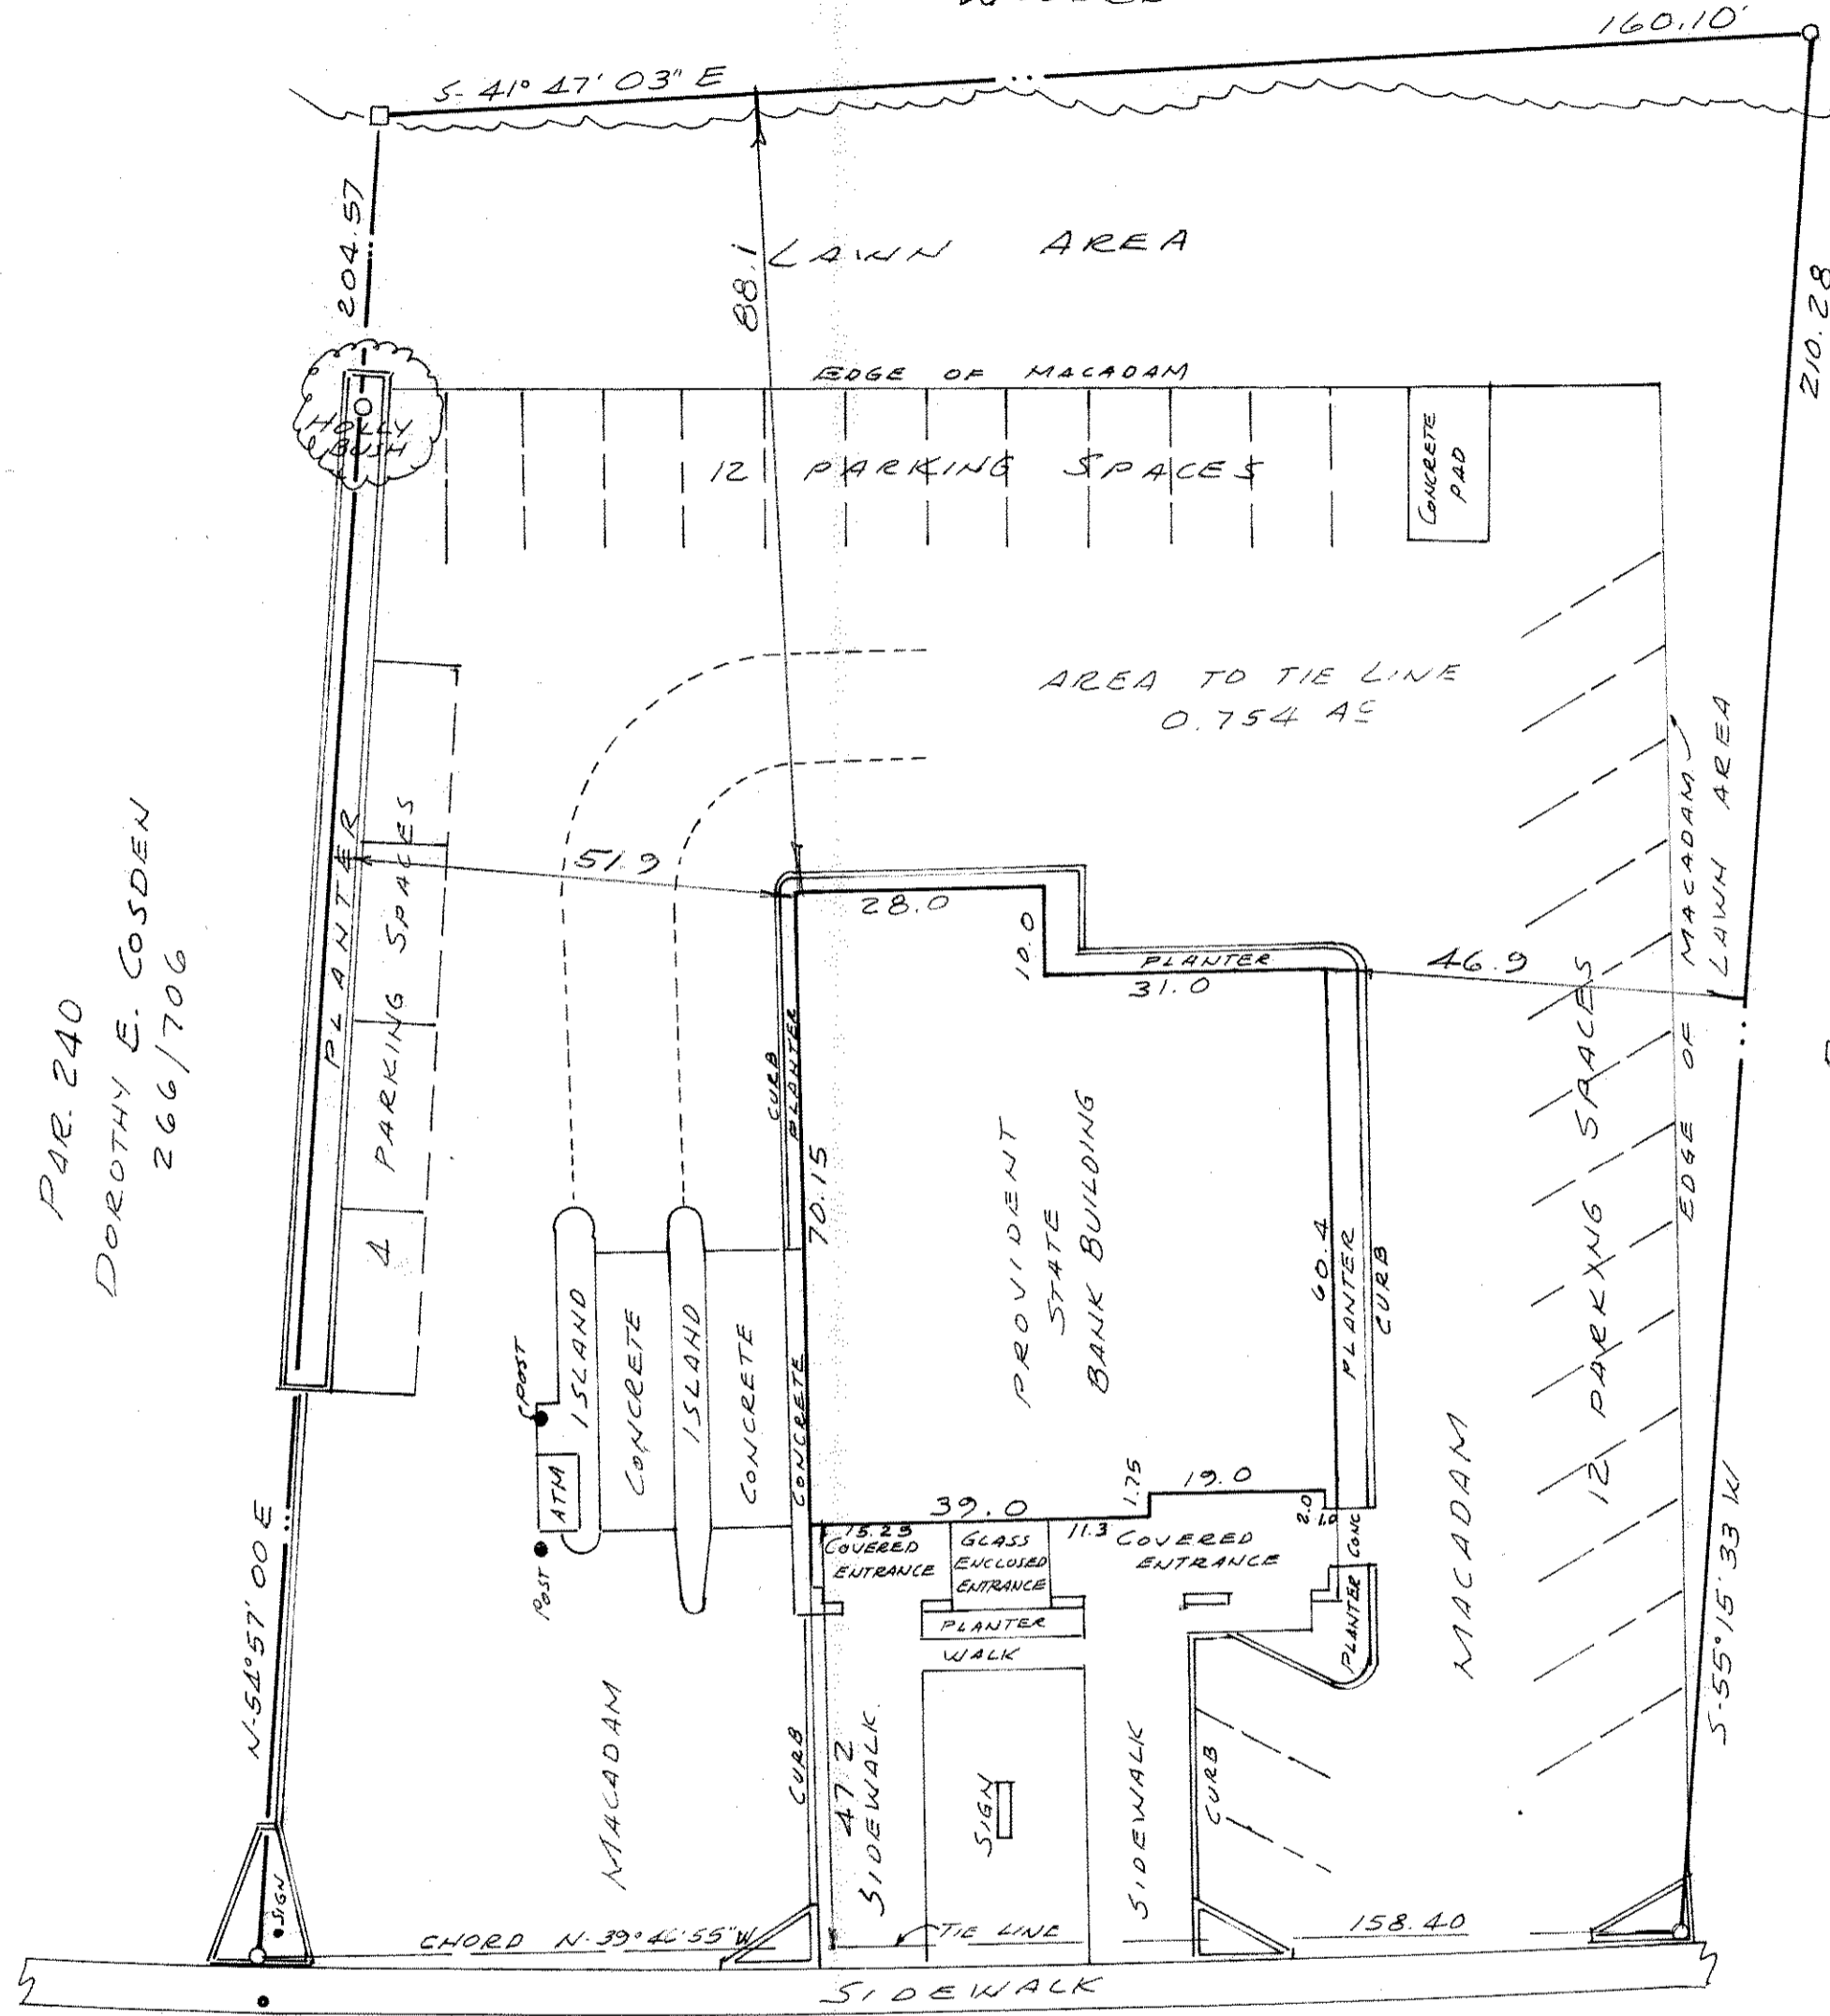 160.10'
S-41° 47' 03" E
204.57
88.1
LAWN AREA
210.28
EDGE OF MACADAM
HOLLY
BUSH
12 PARKING SPACES
CONCRETE
PAD
AREA TO TIE LINE
0.754 AC
PAR. 240
DOROTHY E. COSDEN
266/706
PLANTER
4 PARKING SPACES
51.9
28.0
10.0
PLANTER
31.0
46.9
EDGE OF MACADAM
LAWN AREA
CURB
PLANTER
70.15
PROVIDENT
STATE
BANK BUILDING
60.4
PLANTER
CURB
12 PARKING SPACES
MACADAM
S-55° 15' 33 W
POST
ATM
POST
ISLAND
CONCRETE
ISLAND
CONCRETE
CONCRETE
39.0
1.75
19.0
2.0
1.0
15.25
COVERED
ENTRANCE
GLASS
ENCLOSED
ENTRANCE
11.3
COVERED
ENTRANCE
CONC
PLANTER
PLANTER
WALK
N-54° 57' 00 E
MACADAM
CURB
47.2
SIDEWALK
SIGN
SIDEWALK
CURB
SIGN
CHORD N-39° 46' 55" W
TIE LINE
158.40
SIDEWALK